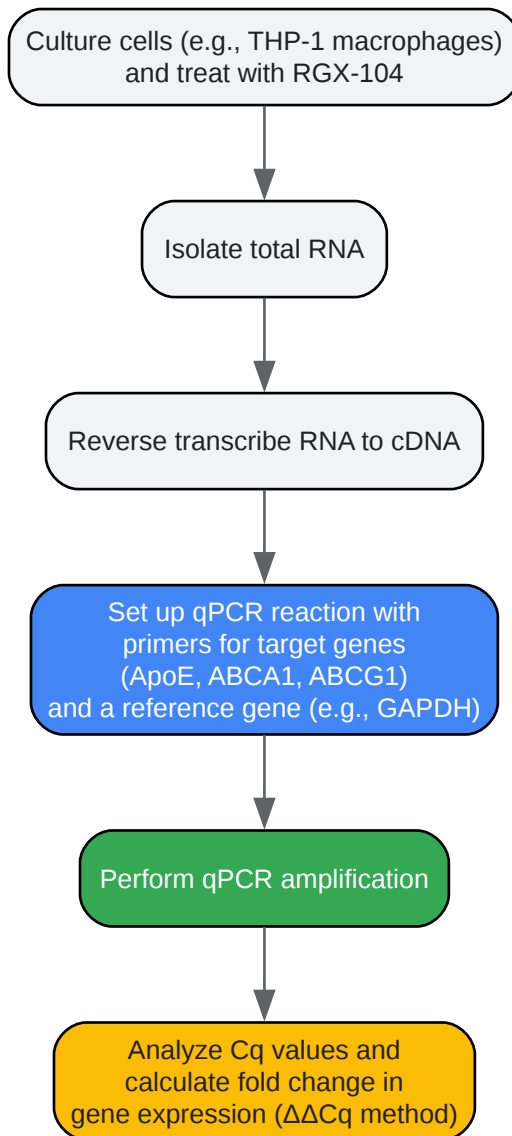 Culture cells (e.g., THP-1 macrophages)
and treat with RGX-104
Isolate total RNA
Reverse transcribe RNA to cDNA
Set up qPCR reaction with
primers for target genes
(ApoE, ABCA1, ABCG1)
and a reference gene (e.g., GAPDH)
Perform qPCR amplification
Analyze Cq values and
calculate fold change in
gene expression (ΔΔCq method)